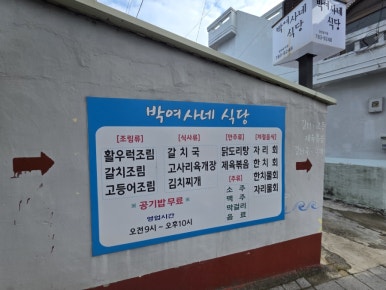 박여사네
식당
박여사네 식당
[조림류] [식사류] [안주류] [계절음식]
활우럭조림 갈치국 닭도리탕 자리회
갈치조림 고사리육개장 제육볶음 한치회
고등어조림 김치찌개 [주류] 한치물회
※ 공기밥 무료 ※ 소주 자리물회
영업시간 맥주
오전9시~오후10시 막걸리
음료